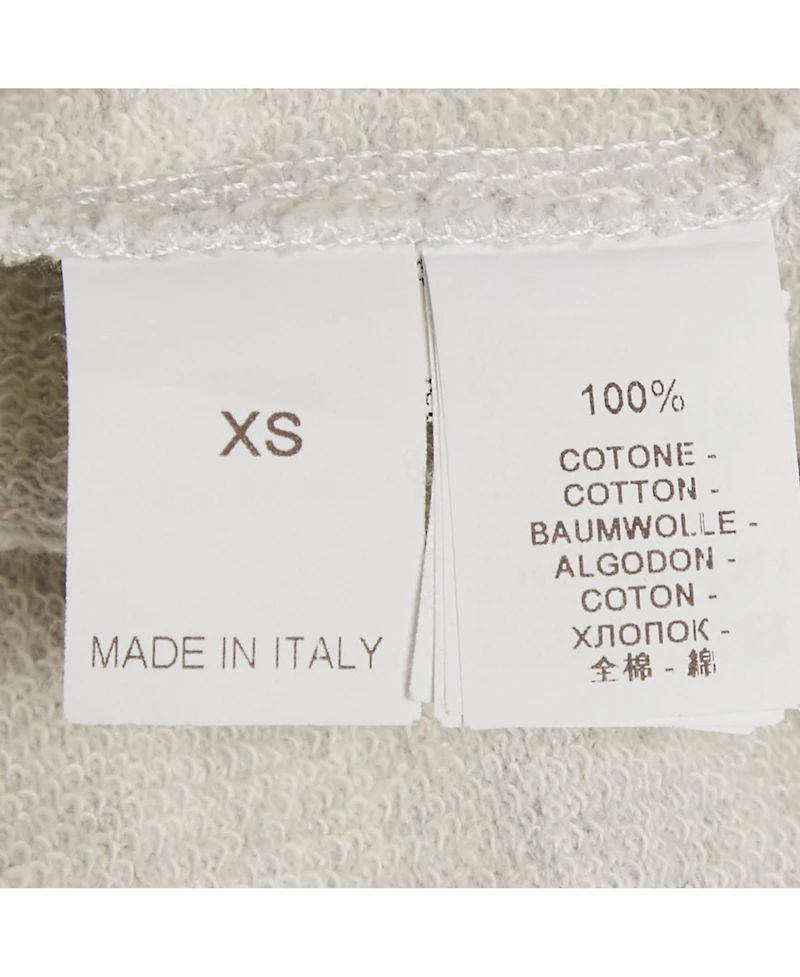 XS
MADE IN ITALY
100%
COTONE -
COTTON -
BAUMWOLLE -
ALGODON -
COTON -
ХЛОПОК -
全棉 - 綿